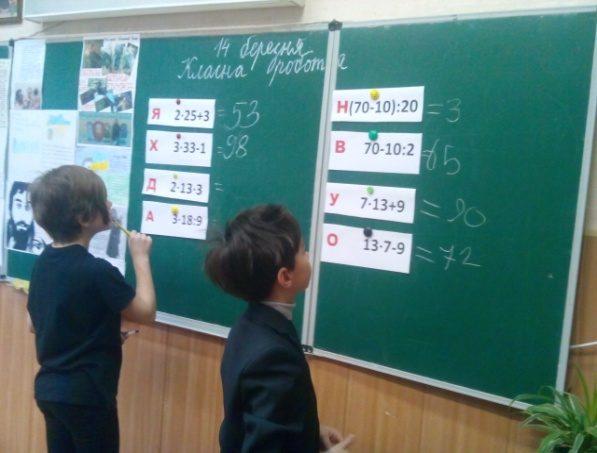 14 березня
Класна робота
Я 2·25+3 = 53
Х 3·33-1 = 98
Д 2·13·3 =
А 3·18:9
Н (70-10):20 = 3
В 70-10:2 = 65
У 7·13+9 = 90
О 13·7-9 = 72